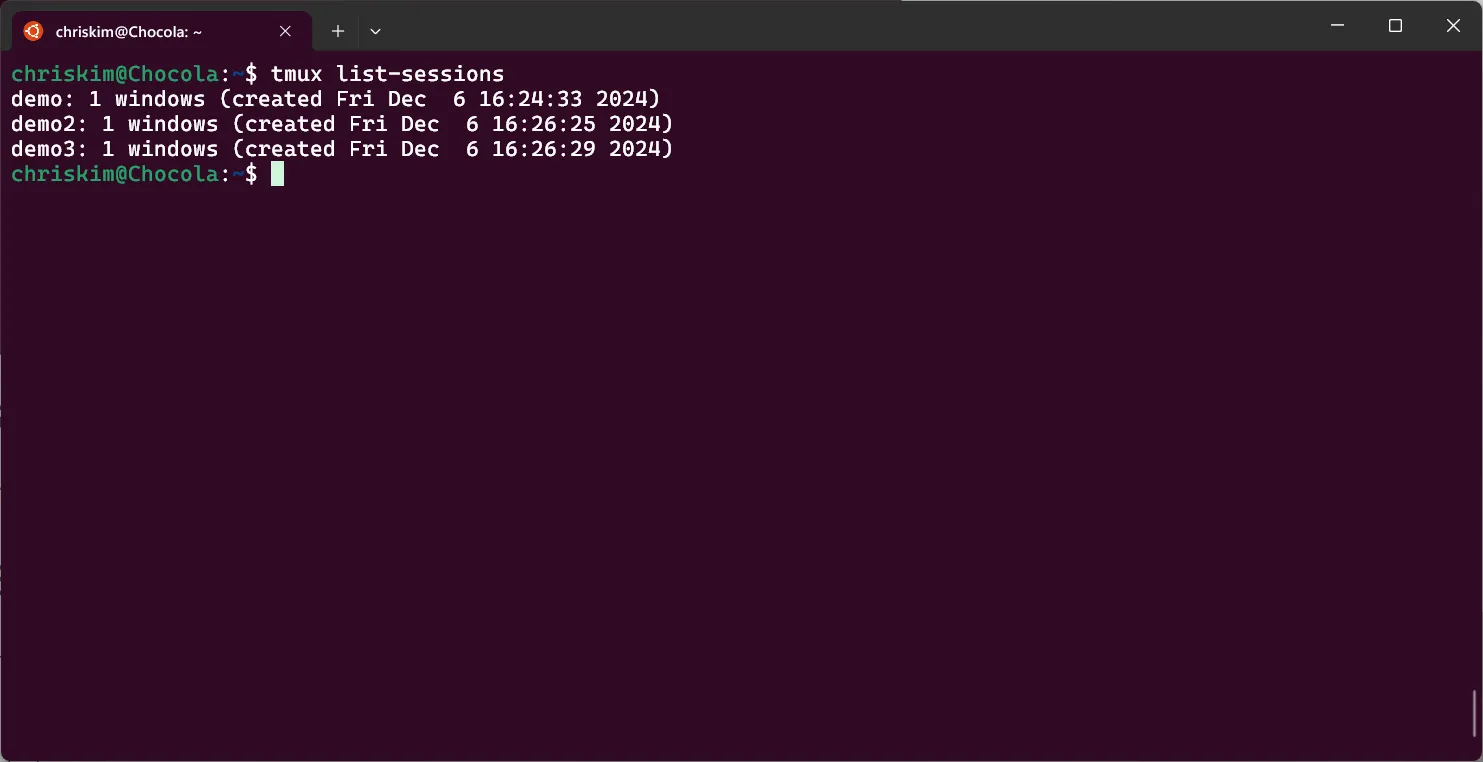 chriskim@Chocola: ~
chriskim@Chocola:~$ tmux list-sessions
demo: 1 windows (created Fri Dec  6 16:24:33 2024)
demo2: 1 windows (created Fri Dec  6 16:26:25 2024)
demo3: 1 windows (created Fri Dec  6 16:26:29 2024)
chriskim@Chocola:~$